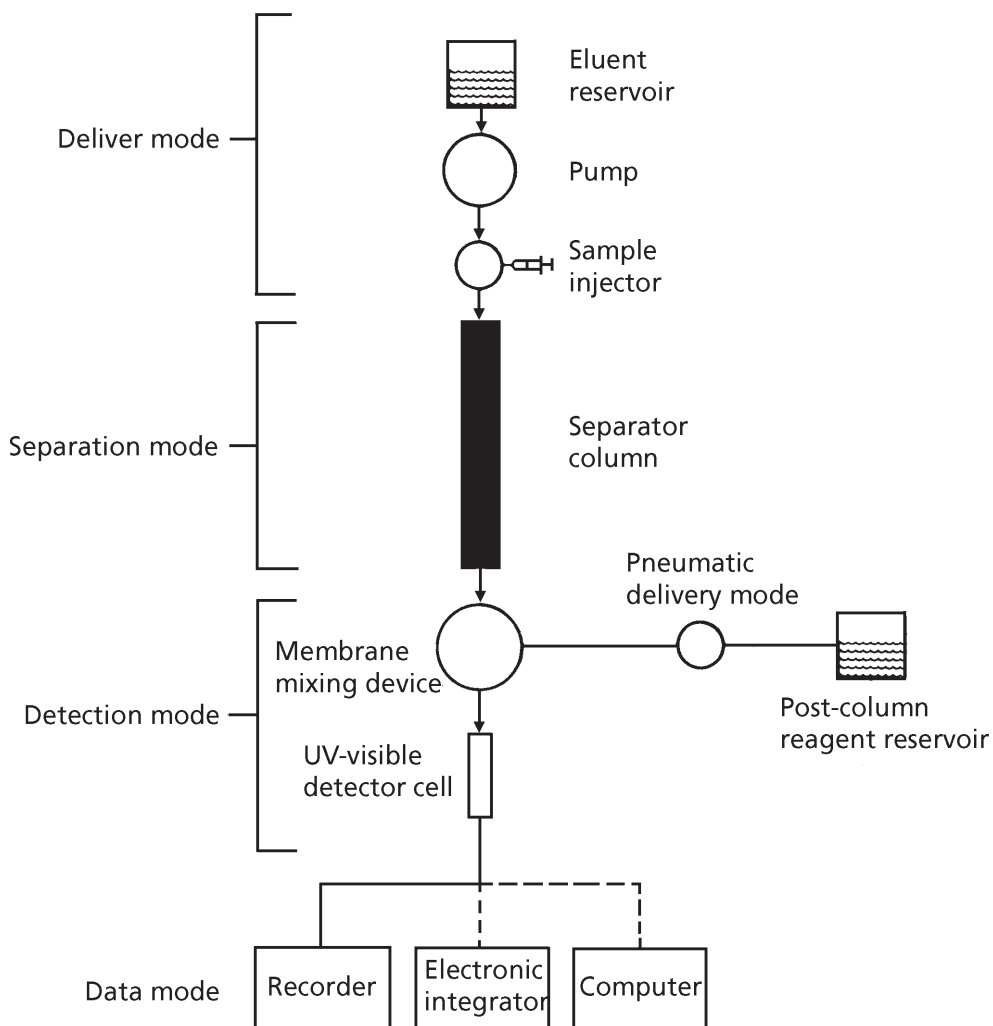 Eluent
reservoir
Deliver mode
Pump
Sample
injector
Separation mode
Separator
column
Pneumatic
delivery mode
Membrane
mixing device
Detection mode
Post-column
reagent reservoir
UV-visible
detector cell
Data mode
Recorder
Electronic
integrator
Computer